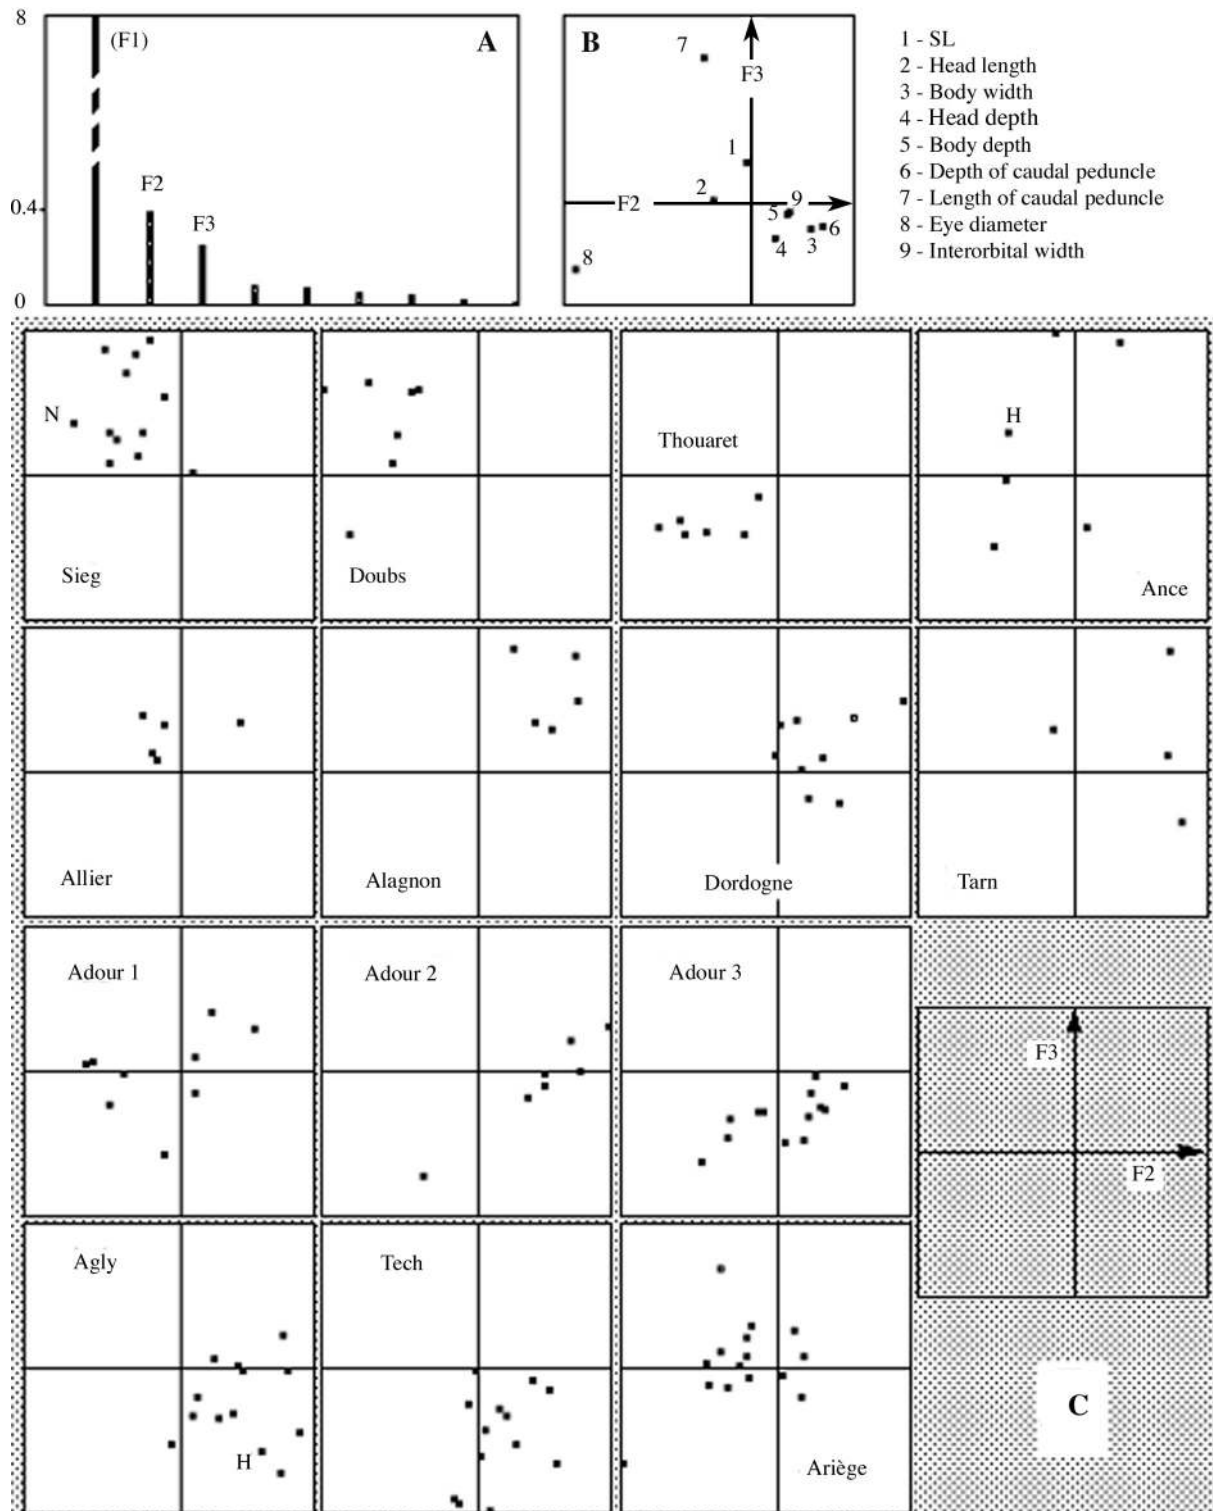 8
(F1)
A
F2
0.4
F3
0
B
7
F3
1
2
F2
9
5
6
4
3
8
1 - SL
2 - Head length
3 - Body width
4 - Head depth
5 - Body depth
6 - Depth of caudal peduncle
7 - Length of caudal peduncle
8 - Eye diameter
9 - Interorbital width
N
Sieg
Doubs
Thouaret
H
Ance
Allier
Alagnon
Dordogne
Tarn
Adour 1
Adour 2
Adour 3
F3
F2
Agly
H
Tech
Ariège
C